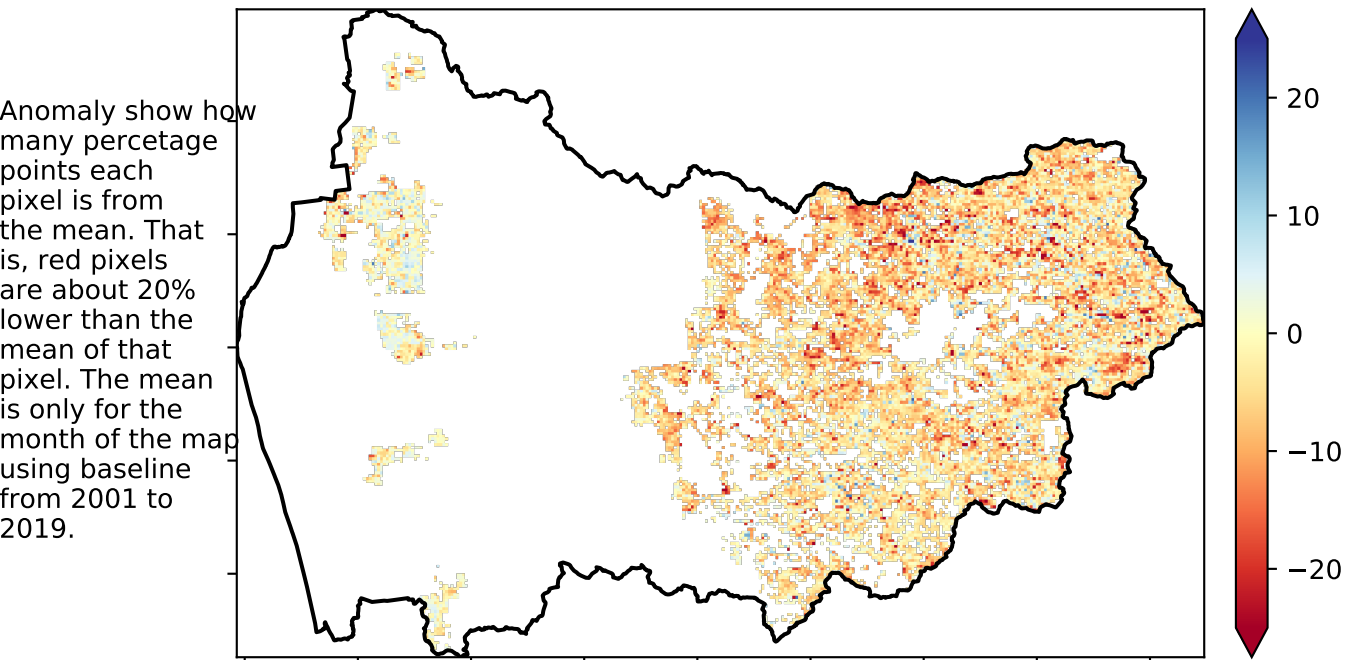 Anomaly show how
many percetage
points each
pixel is from
the mean. That
is, red pixels
are about 20%
lower than the
mean of that
pixel. The mean
is only for the
month of the map
using baseline
from 2001 to
2019.
20
10
0
−10
−20